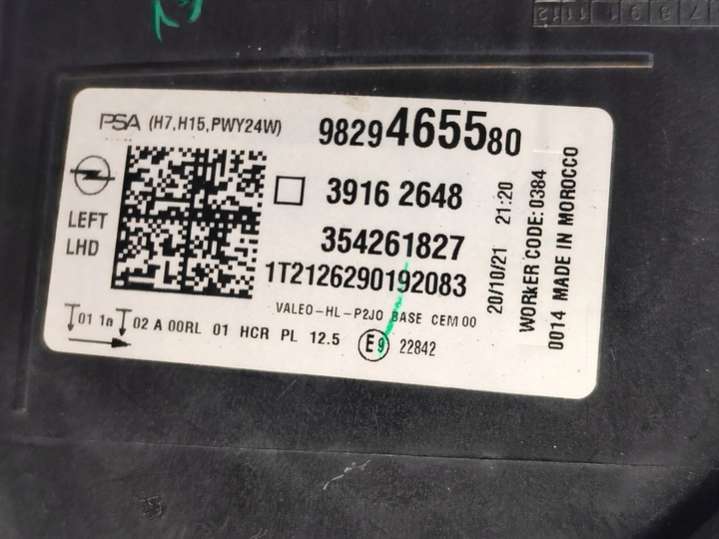 PSA (H7,H15,PWY24W) 9829465580
3916 2648
LEFT
LHD
354261827
1T2126290192083
VALEO-HL-P2JO BASE CEM 00
01 1a 02 A 00RL 01 HCR PL 12.5 E9 22842
20/10/21 21:20
WORKER CODE:0384
0014 MADE IN MOROCCO